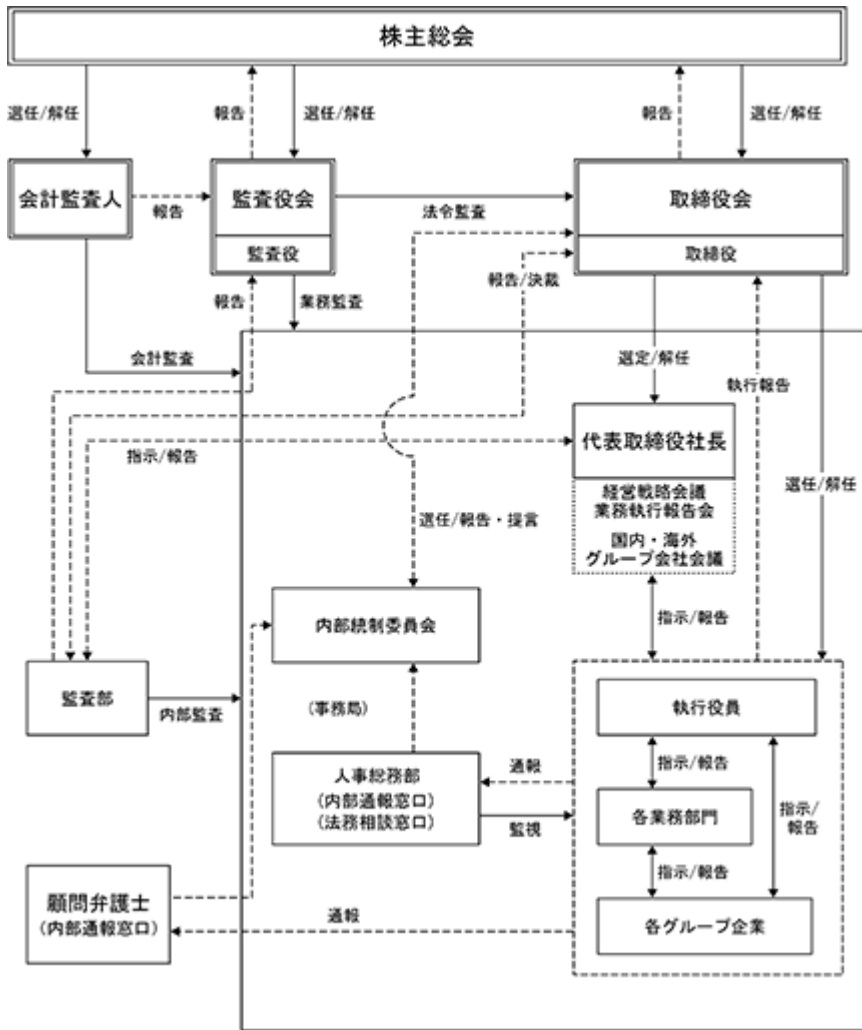 株主総会
選任/解任
報告
選任/解任
報告
選任/解任
会計監査人
報告
監査役会
監査役
法令監査
取締役会
取締役
報告
業務監査
報告/決裁
会計監査
選定/解任
執行報告
指示/報告
代表取締役社長
経営戦略会議
業務執行報告会
国内・海外
グループ会社会議
選任/解任
選任/報告・提言
指示/報告
内部統制委員会
監査部
内部監査
(事務局)
執行役員
人事総務部
(内部通報窓口)
(法務相談窓口)
通報
監視
指示/報告
各業務部門
指示/
報告
指示/報告
顧問弁護士
(内部通報窓口)
通報
各グループ企業